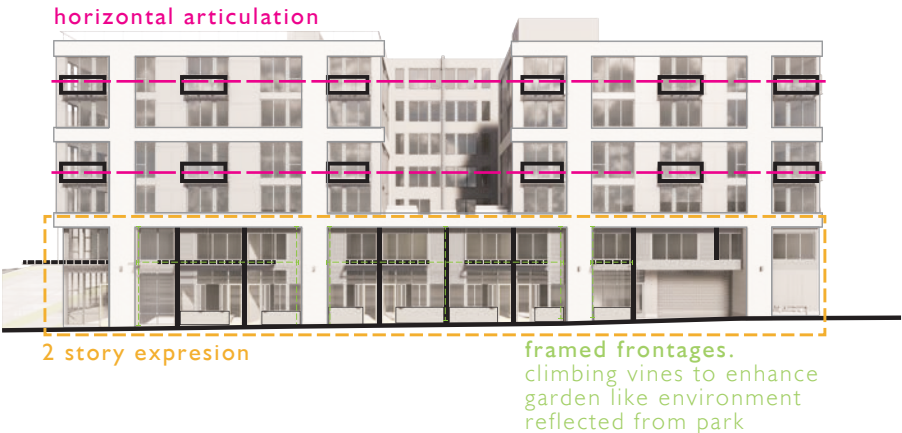 horizontal articulation
2 story expresion
framed frontages.
climbing vines to enhance
garden like environment
reflected from park